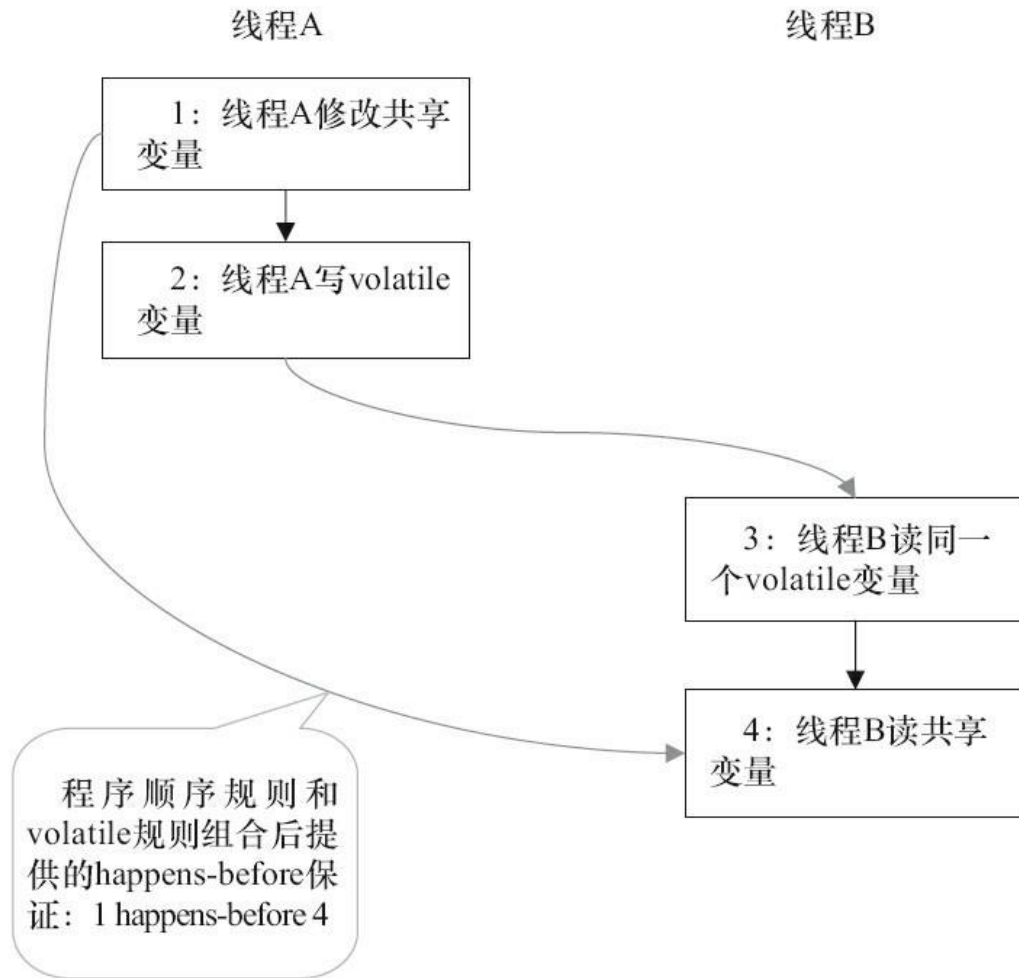 线程A
线程B
1：线程A修改共享
变量
2：线程A写volatile
变量
3：线程B读同一
个volatile变量
4：线程B读共享
变量
程序顺序规则和
volatile规则组合后提
供的happens-before保
证：1 happens-before 4